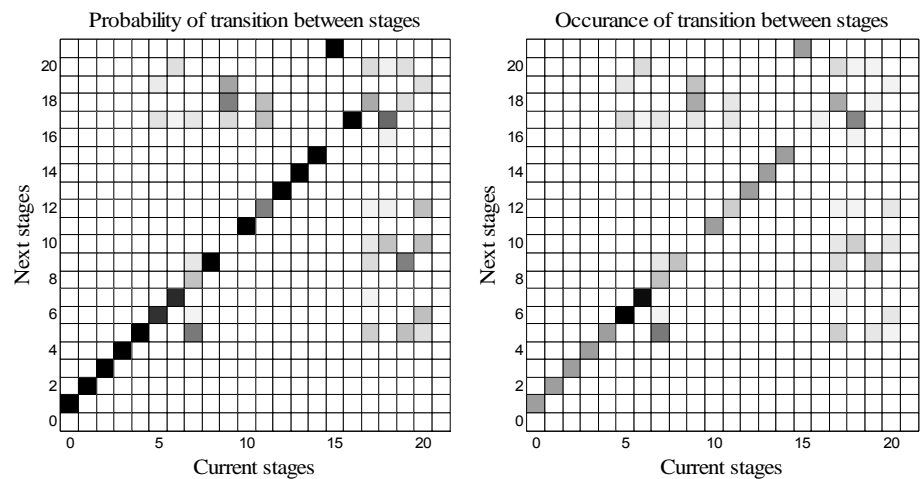 Probability of transition between stages
Occurance of transition between stages
20
18
16
14
12
10
8
6
4
2
0
Next stages
0 5 10 15 20
Current stages
20
18
16
14
12
10
8
6
4
2
0
Next stages
0 5 10 15 20
Current stages